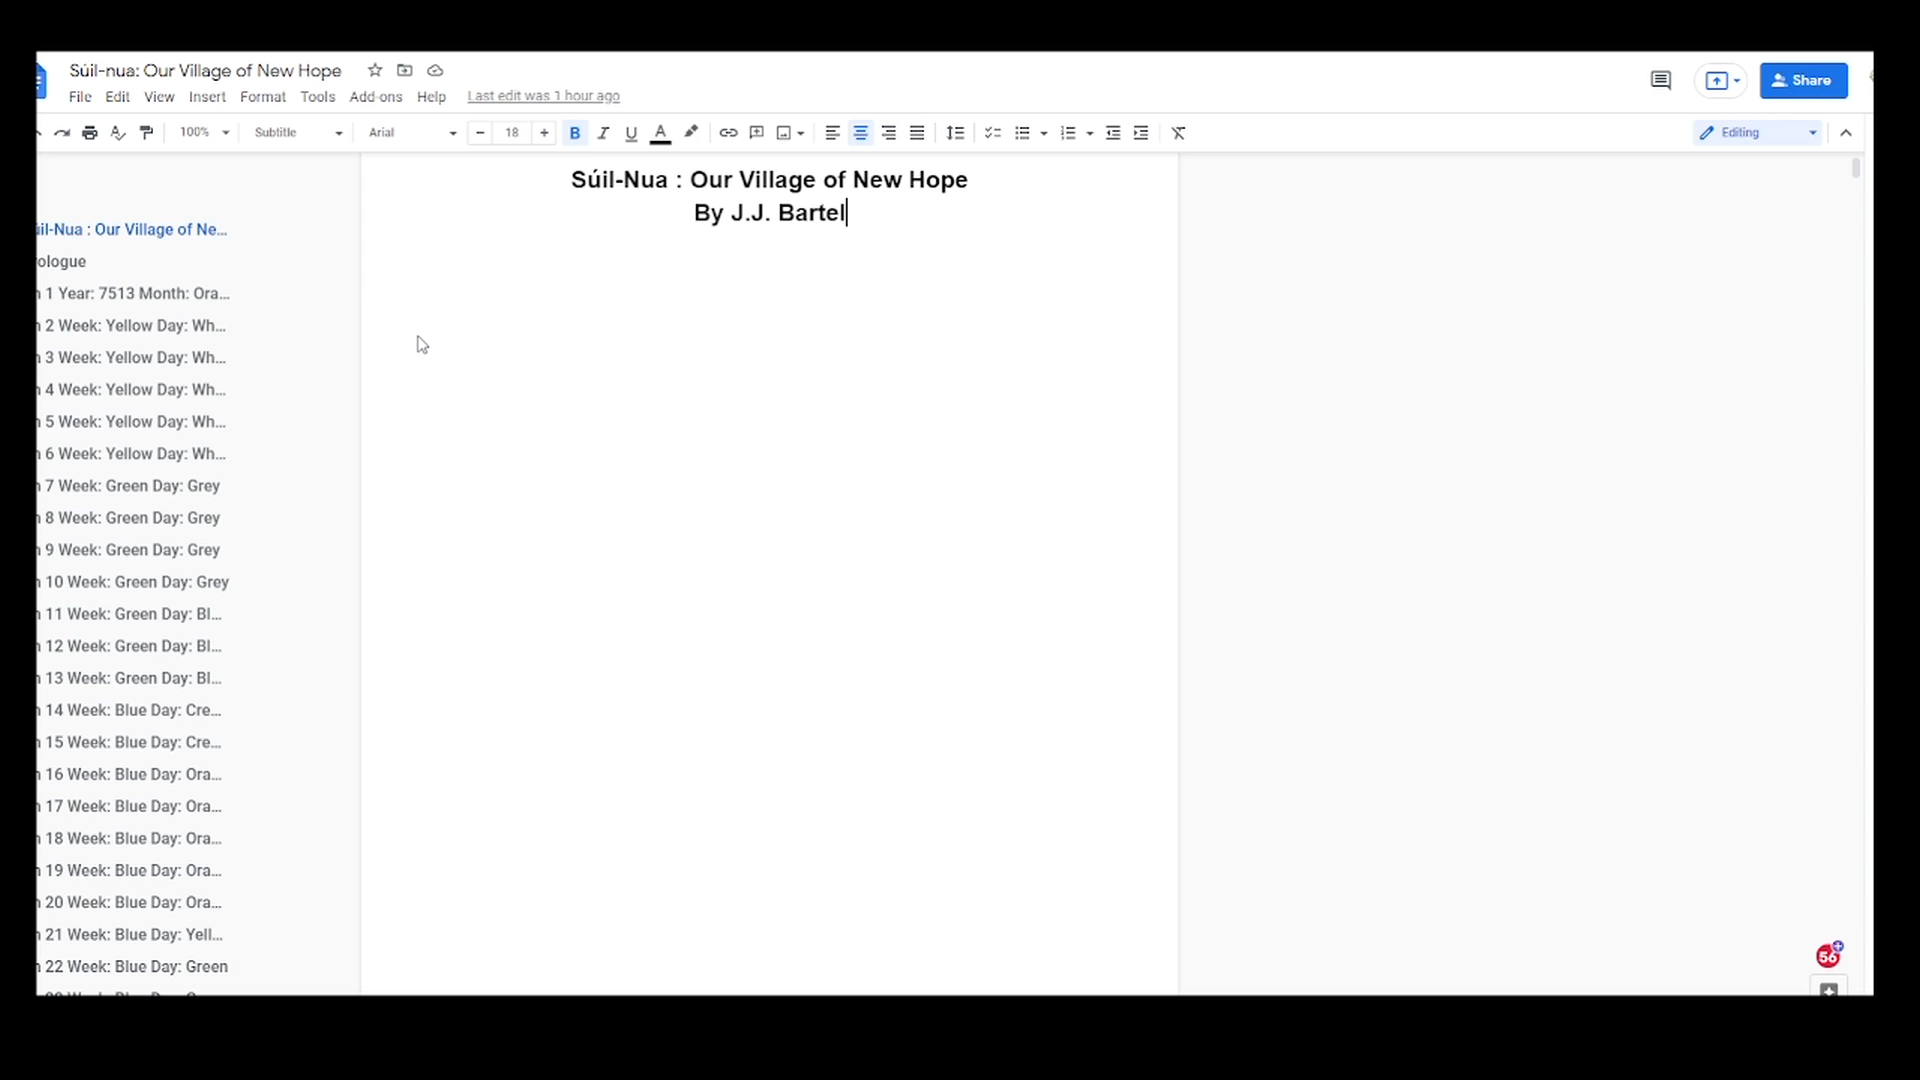 Súil-nua: Our Village of New Hope
File Edit View Insert Format Tools Add-ons Help Last edit was 1 hour ago
Share
100% Subtitle Arial 18 B I U A Editing
Súil-Nua : Our Village of New Hope
By J.J. Bartel
úil-Nua : Our Village of Ne...
ologue
1 Year: 7513 Month: Ora...
2 Week: Yellow Day: Wh...
3 Week: Yellow Day: Wh...
4 Week: Yellow Day: Wh...
5 Week: Yellow Day: Wh...
6 Week: Yellow Day: Wh...
7 Week: Green Day: Grey
8 Week: Green Day: Grey
9 Week: Green Day: Grey
10 Week: Green Day: Grey
11 Week: Green Day: Bl...
12 Week: Green Day: Bl...
13 Week: Green Day: Bl...
14 Week: Blue Day: Cre...
15 Week: Blue Day: Cre...
16 Week: Blue Day: Ora...
17 Week: Blue Day: Ora...
18 Week: Blue Day: Ora...
19 Week: Blue Day: Ora...
20 Week: Blue Day: Ora...
21 Week: Blue Day: Yell...
22 Week: Blue Day: Green
56